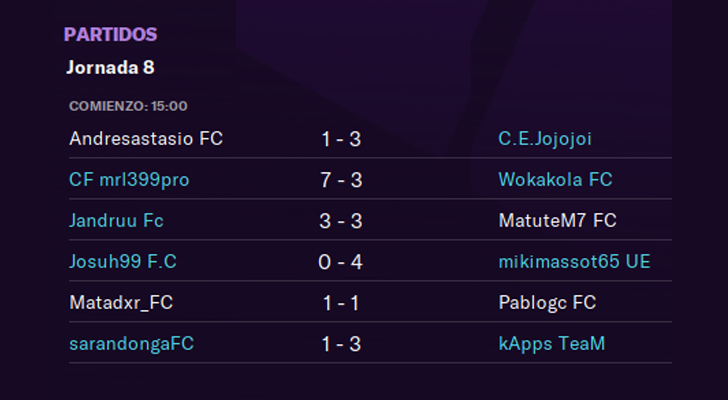 PARTIDOS
Jornada 8
COMIENZO: 15:00
Andresastasio FC 1 - 3 C.E.Jojojoi
CF mrl399pro 7 - 3 Wokakola FC
Jandruu Fc 3 - 3 MatuteM7 FC
Josuh99 F.C 0 - 4 mikimassot65 UE
Matadxr_FC 1 - 1 Pablogc FC
sarandongaFC 1 - 3 kApps TeaM